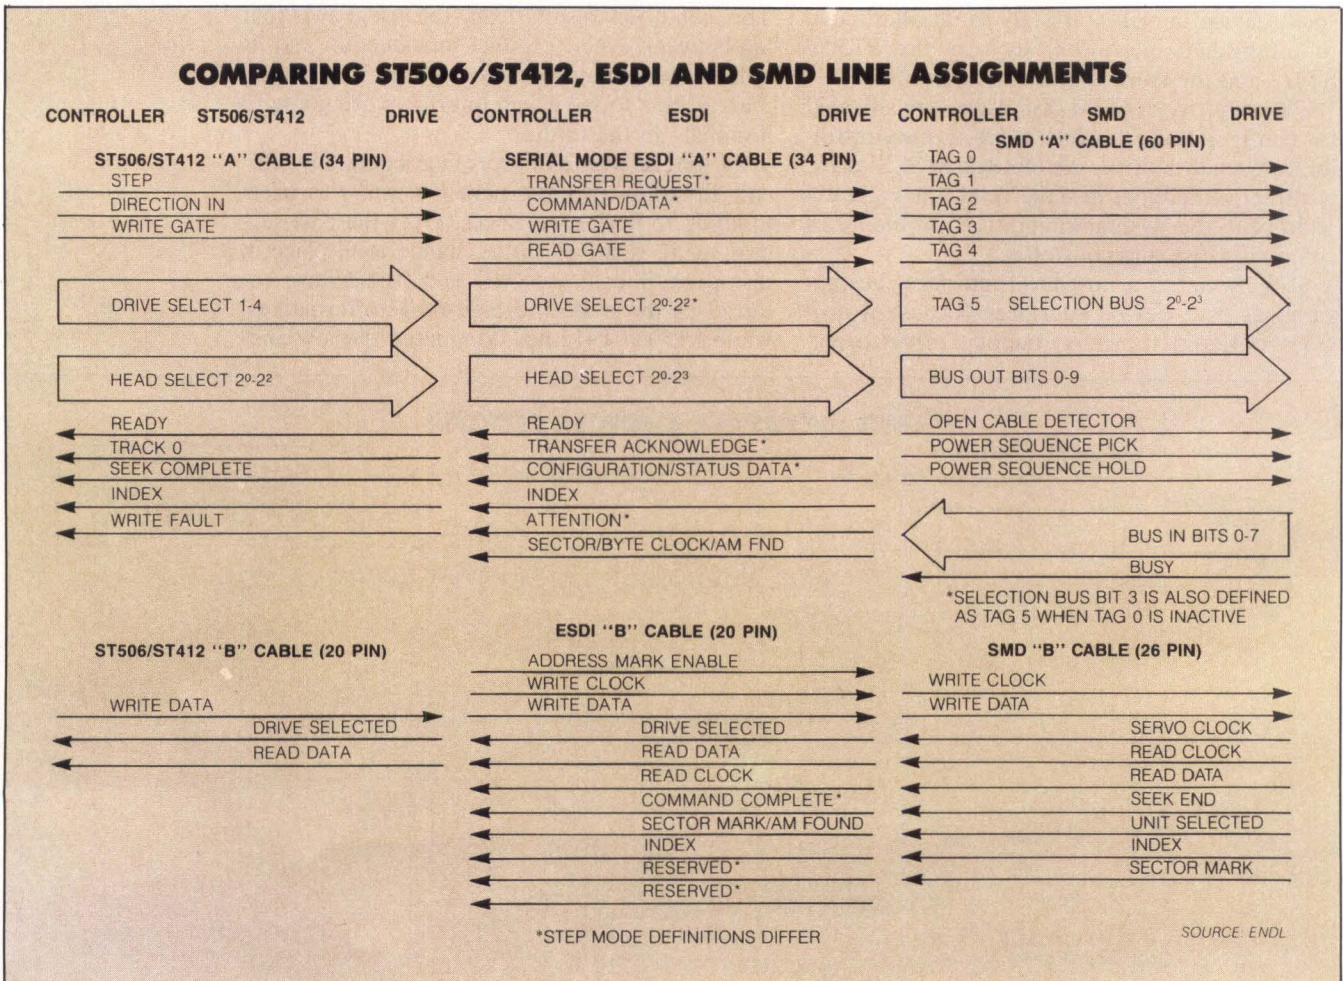 COMPARING ST506/ST412, ESDI AND SMD LINE ASSIGNMENTS
CONTROLLER ST506/ST412 DRIVE
ST506/ST412 "A" CABLE (34 PIN)
STEP
DIRECTION IN
WRITE GATE
DRIVE SELECT 1-4
HEAD SELECT 2⁰-2²
READY
TRACK 0
SEEK COMPLETE
INDEX
WRITE FAULT
ST506/ST412 "B" CABLE (20 PIN)
WRITE DATA
DRIVE SELECTED
READ DATA
CONTROLLER ESDI DRIVE
SERIAL MODE ESDI "A" CABLE (34 PIN)
TRANSFER REQUEST*
COMMAND/DATA*
WRITE GATE
READ GATE
DRIVE SELECT 2⁰-2²*
HEAD SELECT 2⁰-2³
READY
TRANSFER ACKNOWLEDGE*
CONFIGURATION/STATUS DATA*
INDEX
ATTENTION*
SECTOR/BYTE CLOCK/AM FND
ESDI "B" CABLE (20 PIN)
ADDRESS MARK ENABLE
WRITE CLOCK
WRITE DATA
DRIVE SELECTED
READ DATA
READ CLOCK
COMMAND COMPLETE*
SECTOR MARK/AM FOUND
INDEX
RESERVED*
RESERVED*
*STEP MODE DEFINITIONS DIFFER
CONTROLLER SMD DRIVE
SMD "A" CABLE (60 PIN)
TAG 0
TAG 1
TAG 2
TAG 3
TAG 4
TAG 5 SELECTION BUS 2⁰-2³
BUS OUT BITS 0-9
OPEN CABLE DETECTOR
POWER SEQUENCE PICK
POWER SEQUENCE HOLD
BUS IN BITS 0-7
BUSY
*SELECTION BUS BIT 3 IS ALSO DEFINED
AS TAG 5 WHEN TAG 0 IS INACTIVE
SMD "B" CABLE (26 PIN)
WRITE CLOCK
WRITE DATA
SERVO CLOCK
READ CLOCK
READ DATA
SEEK END
UNIT SELECTED
INDEX
SECTOR MARK
SOURCE: ENDL